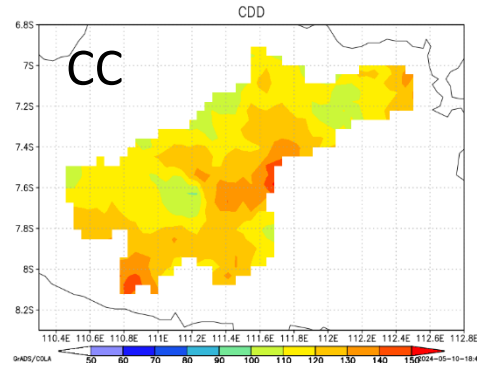 CDD
CC
6.8S
7S
7.2S
7.4S
7.6S
7.8S
8S
8.2S
110.4E 110.6E 110.8E 111E 111.2E 111.4E 111.6E 111.8E 112E 112.2E 112.4E 112.6E 112.8E
GrADS/COLA
50 60 70 80 90 100 110 120 130 140 150
2024-05-10-18:4